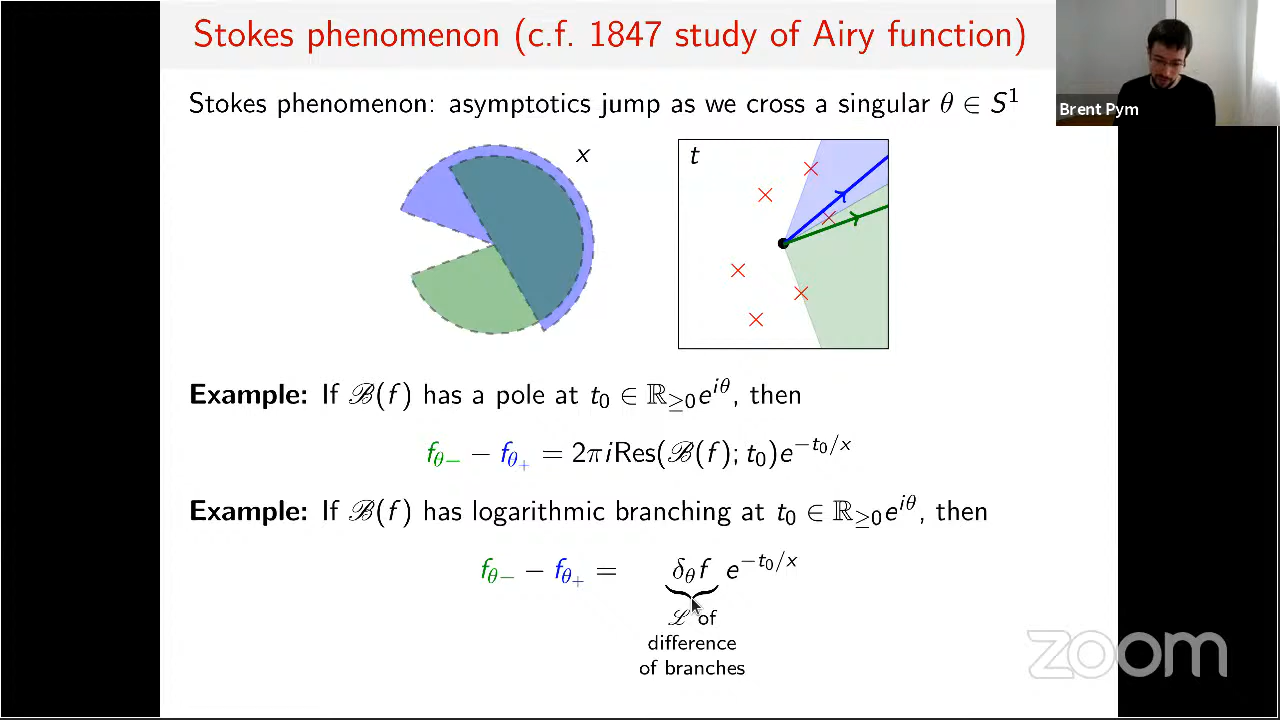 Stokes phenomenon (c.f. 1847 study of Airy function)
Brent Pym
Stokes phenomenon: asymptotics jump as we cross a singular θ ∈ S¹
x
t
Example: If ℬ(f) has a pole at t₀ ∈ ℝ≥0e^{iθ}, then
f_{θ−} − f_{θ+} = 2πiRes(ℬ(f); t₀)e^{−t₀/x}
Example: If ℬ(f) has logarithmic branching at t₀ ∈ ℝ≥0e^{iθ}, then
f_{θ−} − f_{θ+} = δ_θf e^{−t₀/x}
ℒ of
difference
of branches
zoom